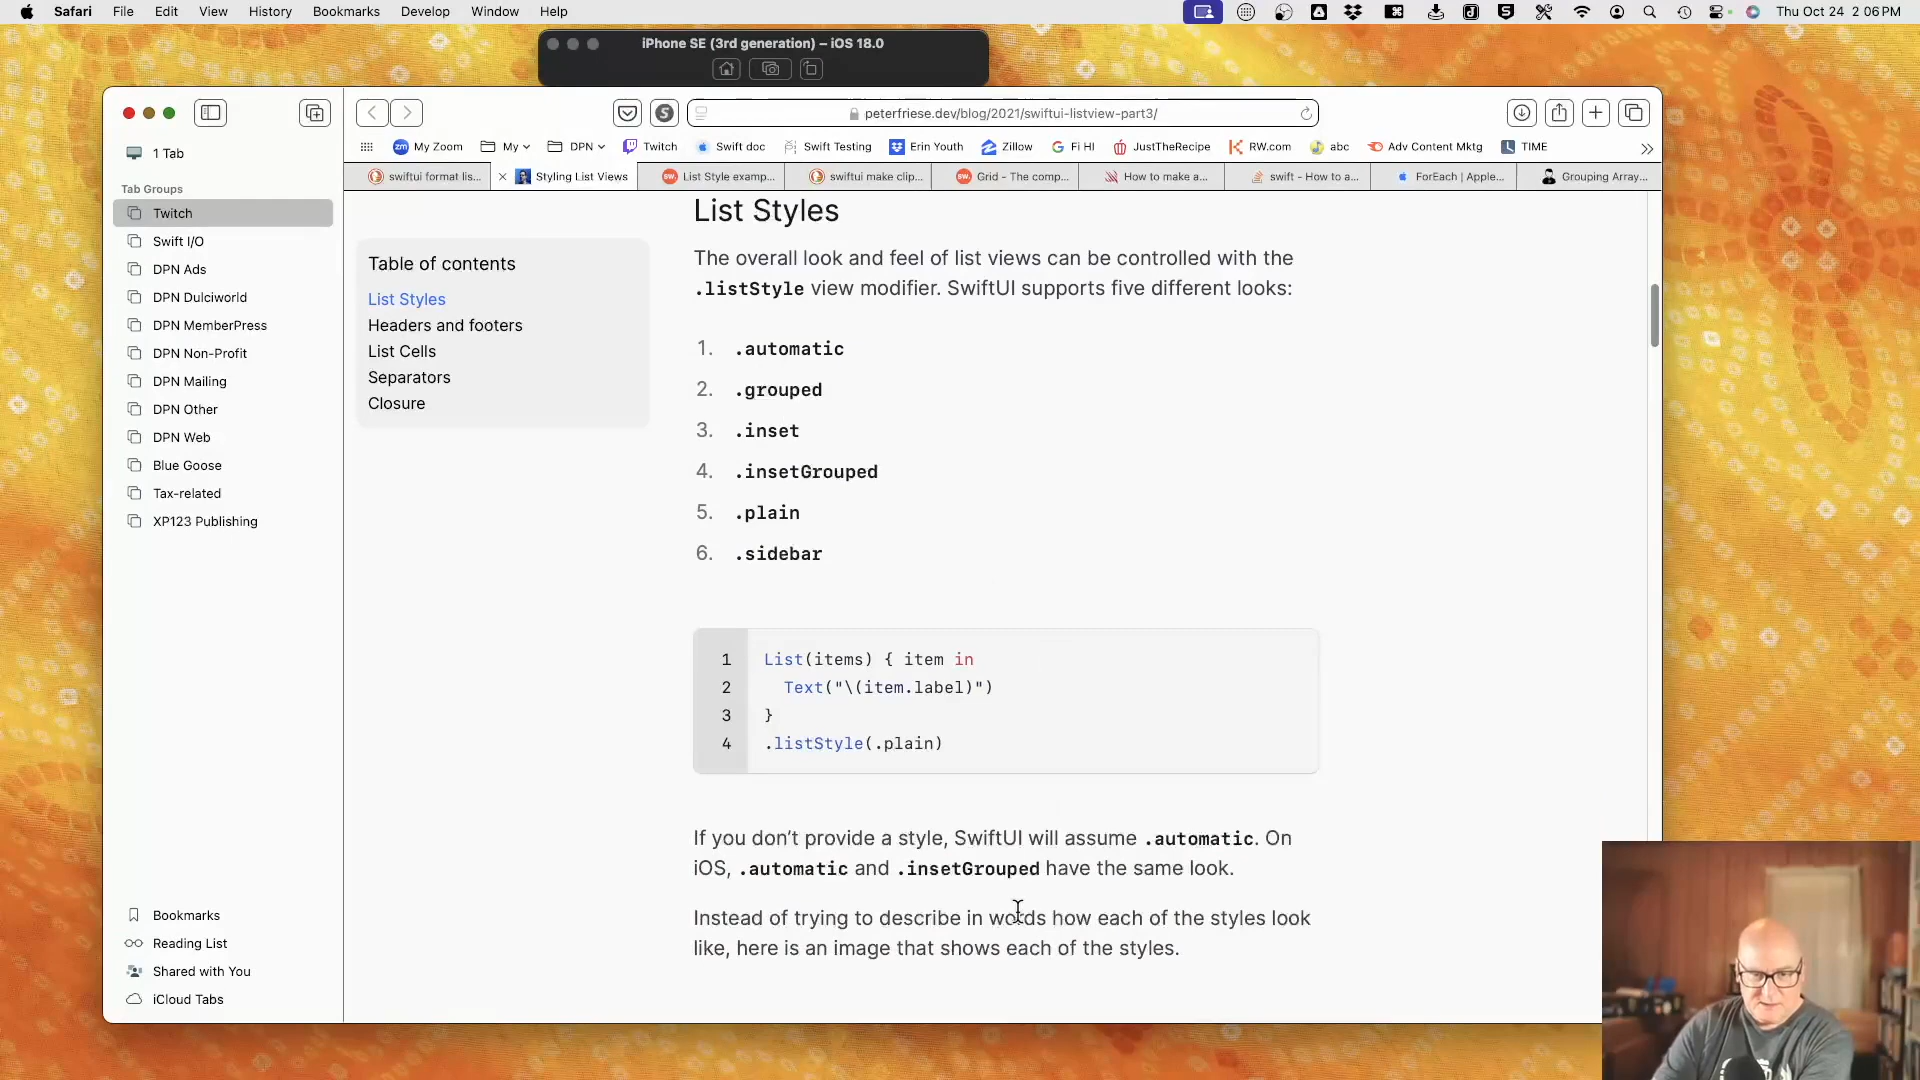 Safari File Edit View History Bookmarks Develop Window Help
Thu Oct 24 2:06 PM
iPhone SE (3rd generation) – iOS 18.0
peterfriese.dev/blog/2021/swiftui-listview-part3/
My Zoom My DPN Twitch Swift doc Swift Testing Erin Youth Zillow Fi HI JustTheRecipe RW.com abc Adv Content Mktg TIME
swiftui format lis... Styling List Views List Style examp... swiftui make clip... Grid - The comp... How to make a... swift - How to a... ForEach | Apple... Grouping Array...
1 Tab
Tab Groups
Twitch
Swift I/O
DPN Ads
DPN Dulciworld
DPN MemberPress
DPN Non-Profit
DPN Mailing
DPN Other
DPN Web
Blue Goose
Tax-related
XP123 Publishing
Bookmarks
Reading List
Shared with You
iCloud Tabs
Table of contents
List Styles
Headers and footers
List Cells
Separators
Closure
List Styles
The overall look and feel of list views can be controlled with the
.listStyle view modifier. SwiftUI supports five different looks:
1. .automatic
2. .grouped
3. .inset
4. .insetGrouped
5. .plain
6. .sidebar
1 List(items) { item in
2 Text("\(item.label)")
3 }
4 .listStyle(.plain)
If you don’t provide a style, SwiftUI will assume .automatic. On
iOS, .automatic and .insetGrouped have the same look.
Instead of trying to describe in words how each of the styles look
like, here is an image that shows each of the styles.